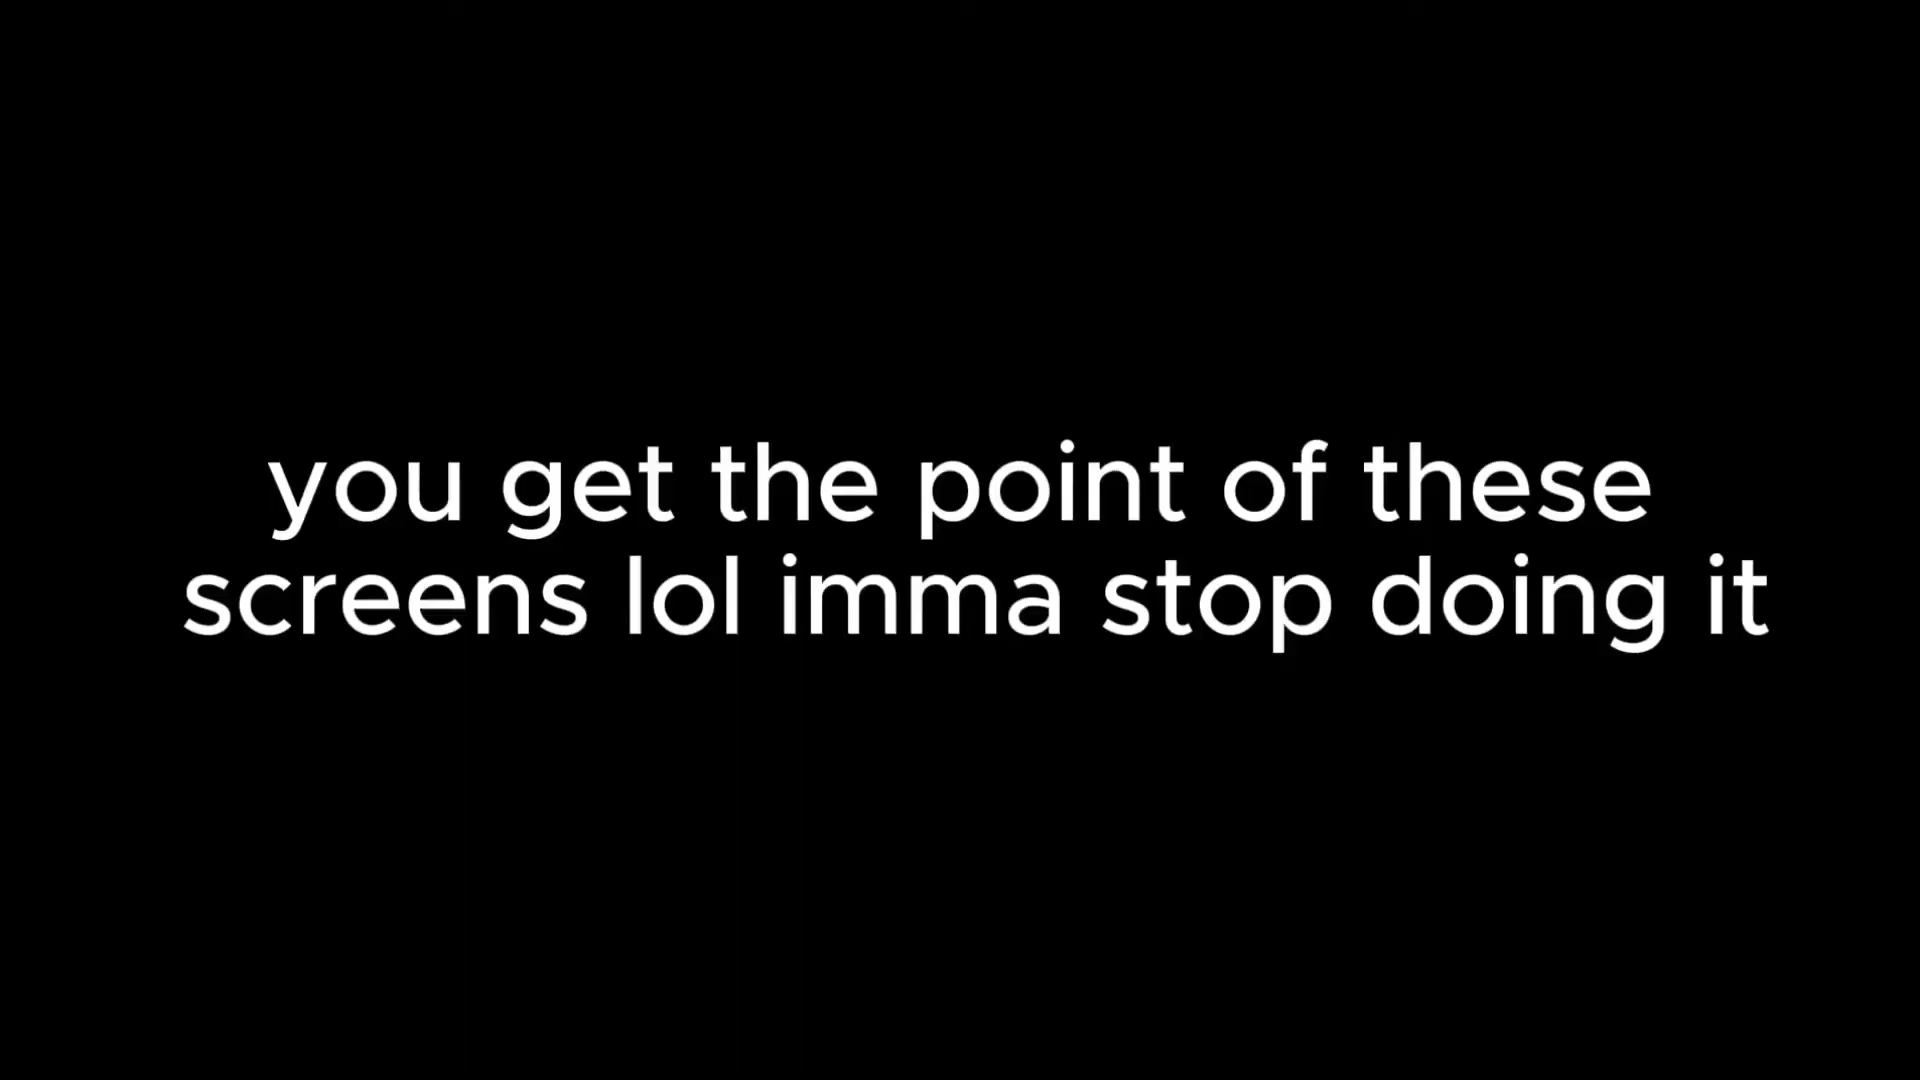 you get the point of these
screens lol imma stop doing it